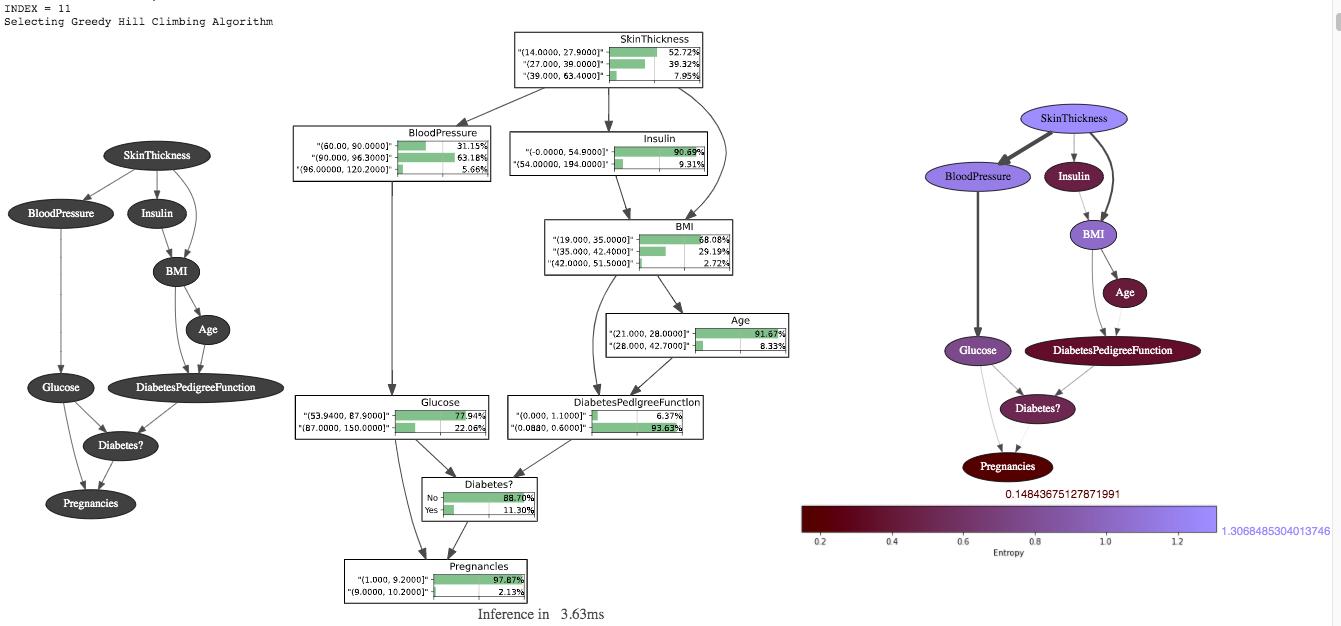 INDEX = 11
Selecting Greedy Hill Climbing Algorithm
SkinThickness
BloodPressure
Insulin
BMI
Age
Glucose
DiabetesPedigreeFunction
Diabetes?
Pregnancies
SkinThickness
"(14.0000, 27.9000]" 52.72%
"(27.000, 39.0000]" 39.32%
"(39.000, 63.4000]" 7.95%
BloodPressure
"(60.00, 90.0000]" 31.15%
"(90.000, 96.3000]" 63.18%
"(96.00000, 120.2000]" 5.66%
Insulin
"(-0.0000, 54.9000]" 90.69%
"(54.00000, 194.0000]" 9.31%
BMI
"(19.000, 35.0000]" 68.08%
"(35.000, 42.4000]" 29.19%
"(42.0000, 51.5000]" 2.72%
Age
"(21.000, 28.0000]" 91.67%
"(28.000, 42.7000]" 8.33%
Glucose
"(53.9400, 87.9000]" 77.94%
"(87.0000, 150.0000]" 22.06%
DiabetesPedigreeFunction
"(0.000, 1.1000]" 6.37%
"(0.0880, 0.6000]" 93.63%
Diabetes?
No 88.70%
Yes 11.30%
Pregnancies
"(1.000, 9.2000]" 97.87%
"(9.0000, 10.2000]" 2.13%
Inference in 3.63ms
SkinThickness
BloodPressure
Insulin
BMI
Age
Glucose
DiabetesPedigreeFunction
Diabetes?
Pregnancies
0.14843675127871991
1.3068485304013746
0.2 0.4 0.6 0.8 1.0 1.2
Entropy